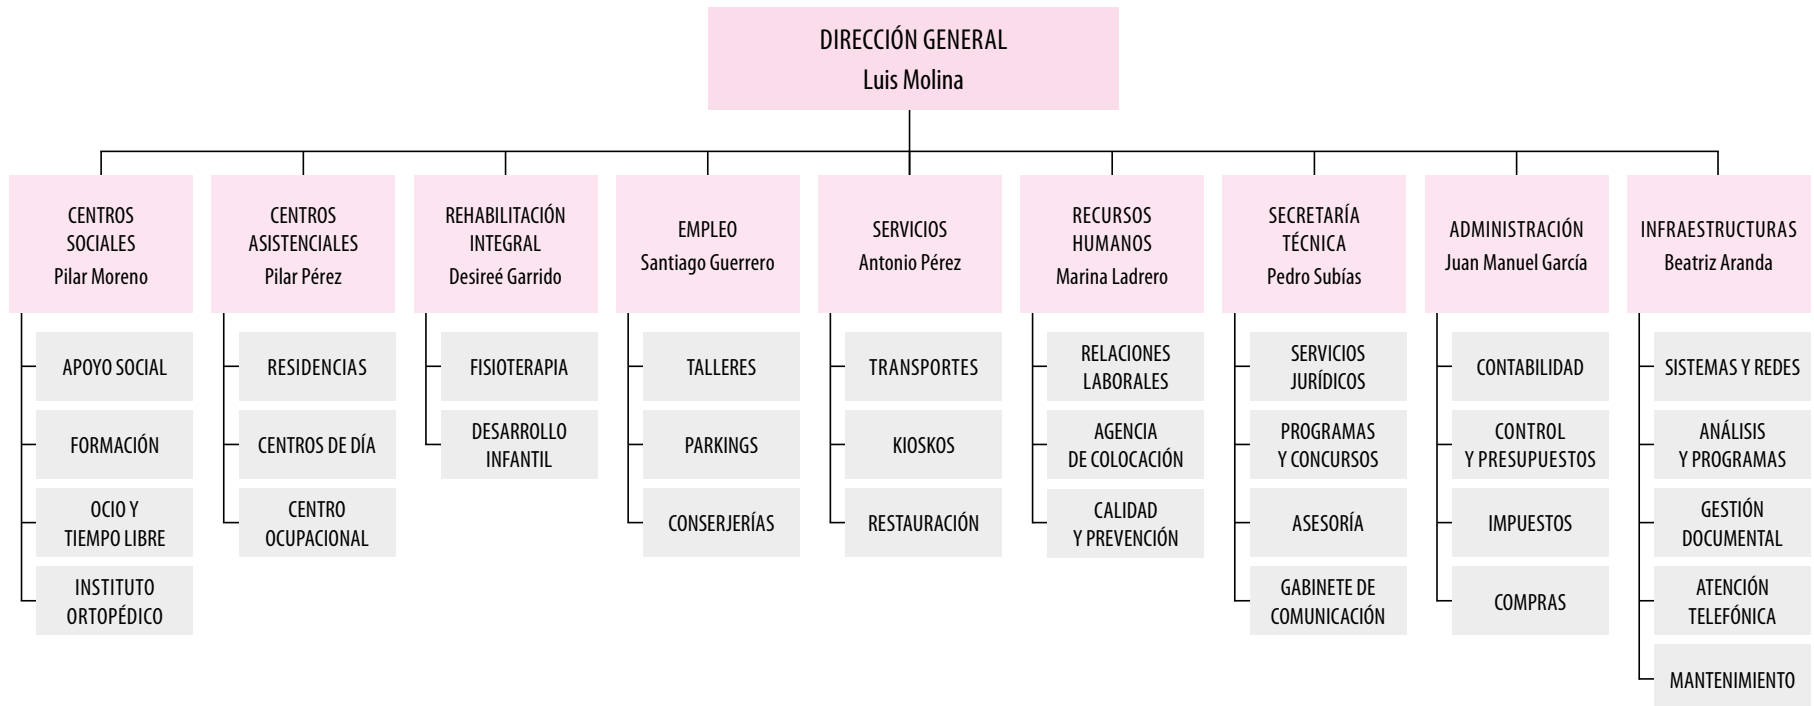 DIRECCIÓN GENERAL
Luis Molina
CENTROS
SOCIALES
Pilar Moreno
CENTROS
ASISTENCIALES
Pilar Pérez
REHABILITACIÓN
INTEGRAL
Desireé Garrido
EMPLEO
Santiago Guerrero
SERVICIOS
Antonio Pérez
RECURSOS
HUMANOS
Marina Ladrero
SECRETARÍA
TÉCNICA
Pedro Subías
ADMINISTRACIÓN
Juan Manuel García
INFRAESTRUCTURAS
Beatriz Aranda
APOYO SOCIAL
FORMACIÓN
OCIO Y
TIEMPO LIBRE
INSTITUTO
ORTOPÉDICO
RESIDENCIAS
CENTROS DE DÍA
CENTRO
OCUPACIONAL
FISIOTERAPIA
DESARROLLO
INFANTIL
TALLERES
PARKINGS
CONSERJERÍAS
TRANSPORTES
KIOSKOS
RESTAURACIÓN
RELACIONES
LABORALES
AGENCIA
DE COLOCACIÓN
CALIDAD
Y PREVENCIÓN
SERVICIOS
JURÍDICOS
PROGRAMAS
Y CONCURSOS
ASESORÍA
GABINETE DE
COMUNICACIÓN
CONTABILIDAD
CONTROL
Y PRESUPUESTOS
IMPUESTOS
COMPRAS
SISTEMAS Y REDES
ANÁLISIS
Y PROGRAMAS
GESTIÓN
DOCUMENTAL
ATENCIÓN
TELEFÓNICA
MANTENIMIENTO